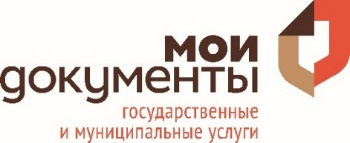 мои
документы
государственные
и муниципальные услуги